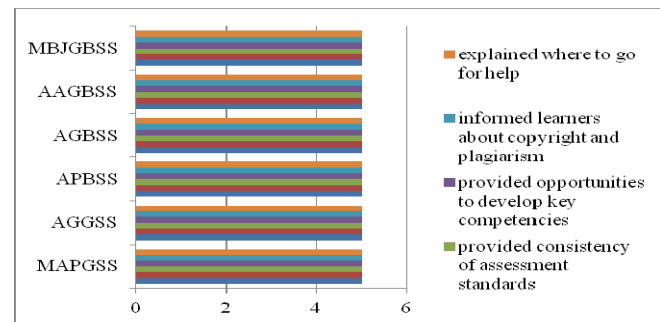 MBJGBSS
AAGBSS
AGBSS
APBSS
AGGSS
MAPGSS
0 2 4 6
explained where to go
for help
informed learners
about copyright and
plagiarism
provided opportunities
to develop key
competencies
provided consistency
of assessment
standards